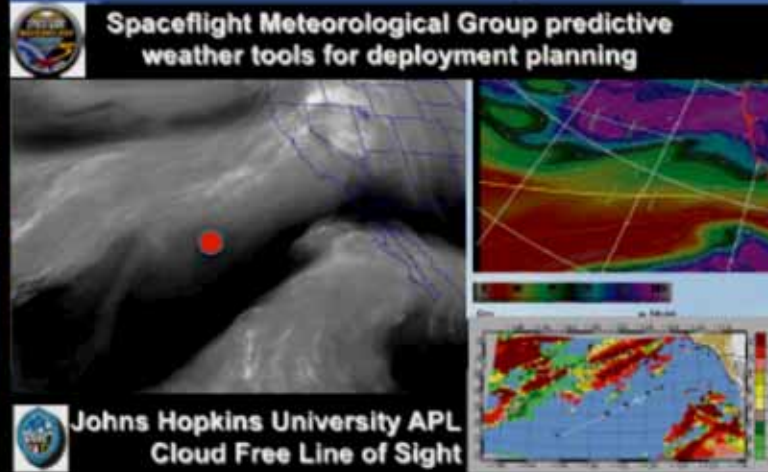 Spaceflight Meteorological Group predictive
weather tools for deployment planning
Johns Hopkins University APL
Cloud Free Line of Sight